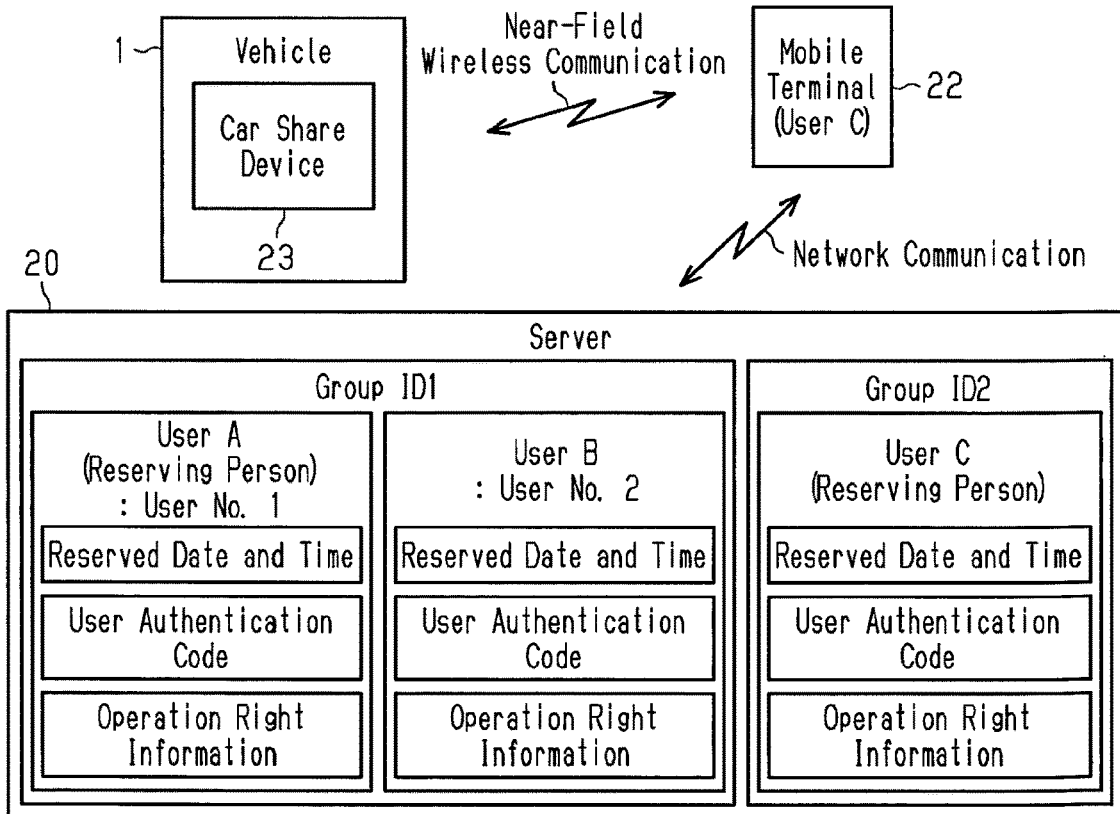 1
Vehicle
Car Share
Device
23
Near-Field
Wireless Communication
Mobile
Terminal
(User C)
22
Network Communication
20
Server
Group ID1
User A
(Reserving Person)
: User No. 1
Reserved Date and Time
User Authentication
Code
Operation Right
Information
User B
: User No. 2
Reserved Date and Time
User Authentication
Code
Operation Right
Information
Group ID2
User C
(Reserving Person)
Reserved Date and Time
User Authentication
Code
Operation Right
Information